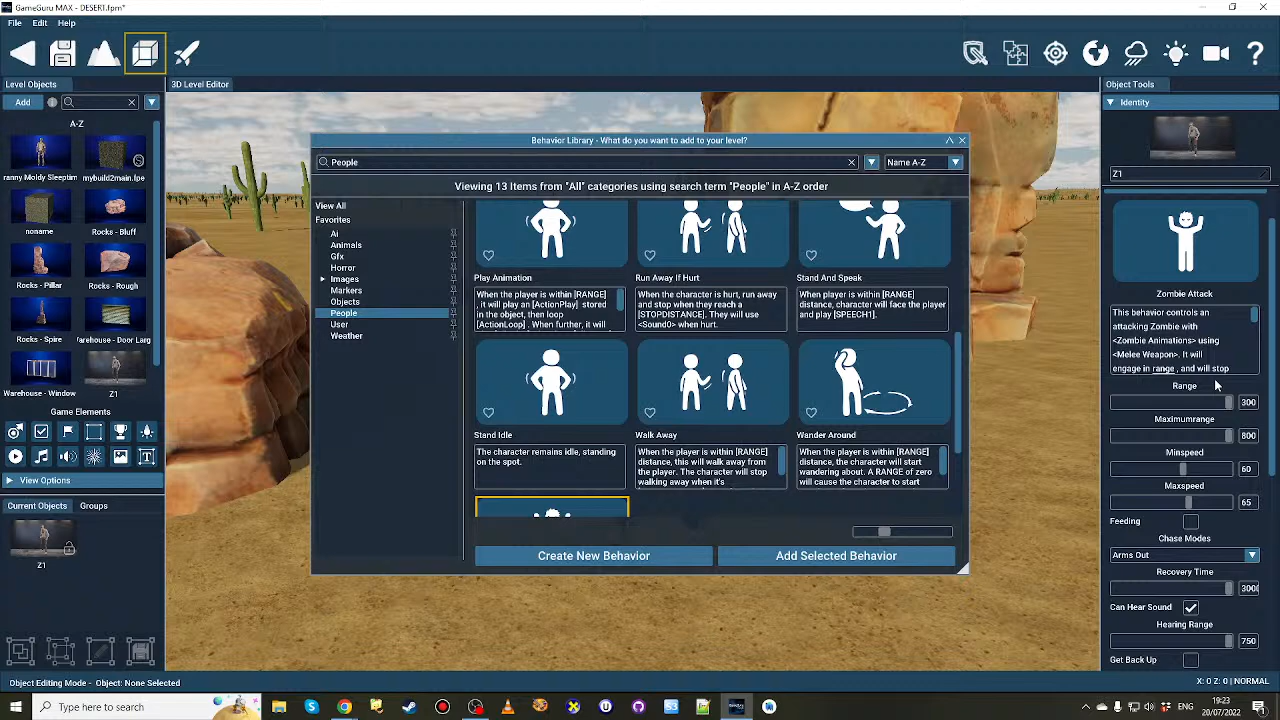 GameGuru MAX - DESERT.fpm*
File Edit Help
Level Objects
3D Level Editor
Object Tools
Add
A-Z
ranny Moldy Sleeptim
mybuild2main.fpe
noname
Rocks - Bluff
Rocks - Pillar
Rocks - Rough
Rocks - Spire
/arehouse - Door Larg
Warehouse - Window
Z1
Game Elements
View Options
Current Objects
Groups
Z1
Behavior Library - What do you want to add to your level?
People
Name A-Z
Viewing 13 Items from "All" categories using search term "People" in A-Z order
View All
Favorites
Ai
Animals
Gfx
Horror
Images
Markers
Objects
People
User
Weather
Play Animation
Run Away If Hurt
Stand And Speak
When the player is within [RANGE]
, it will play an [ActionPlay] stored
in the object, then loop
[ActionLoop] . When further, it will
When the character is hurt, run away
and stop when they reach a
[STOPDISTANCE]. They will use
<Sound0> when hurt.
When player is within [RANGE]
distance, character will face the player
and play [SPEECH1].
Stand Idle
Walk Away
Wander Around
The character remains idle, standing
on the spot.
When the player is within [RANGE]
distance, this will walk away from
the player. The character will stop
walking away when it's
When the player is within [RANGE]
distance, the character will start
wandering about. A RANGE of zero
will cause the character to start
Create New Behavior
Add Selected Behavior
Identity
Z1
Zombie Attack
This behavior controls an
attacking Zombie with
<Zombie Animations> using
<Melee Weapon>. It will
engage in range , and will stop
Range
300
Maximumrange
800
Minspeed
60
Maxspeed
65
Feeding
Chase Modes
Arms Out
Recovery Time
3000
Can Hear Sound
Hearing Range
750
Get Back Up
Object Editing Mode - Object: None Selected
X: 0 Z: 0 | NORMAL
Type here to search
19:23
20/07/2022